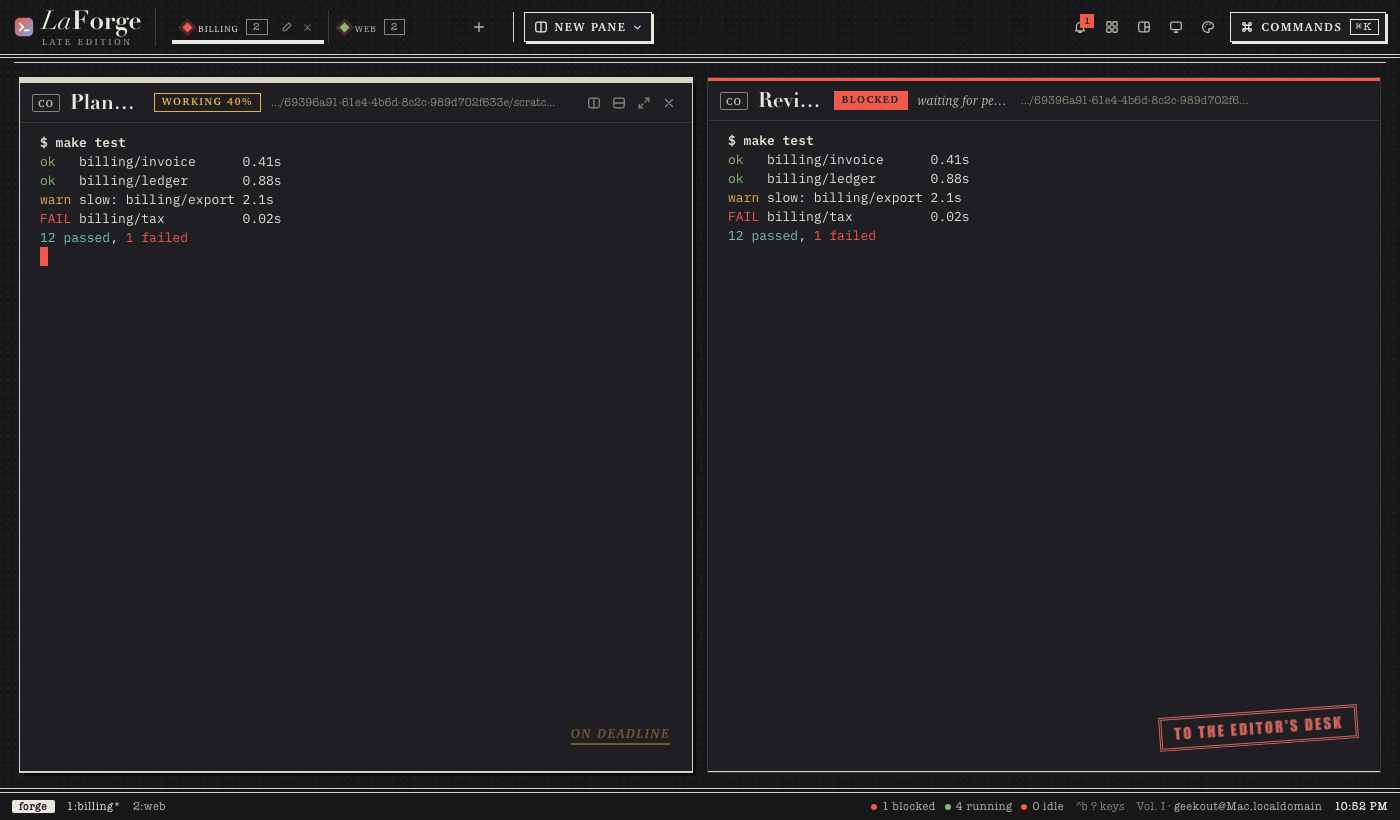 LaForge
LATE EDITION
BILLING 2
WEB 2
NEW PANE
1
COMMANDS ⌘K
CO Plan... WORKING 40% .../69396a91-61e4-4b6d-8c2c-989d702f633e/scratc...
$ make test
ok billing/invoice 0.41s
ok billing/ledger 0.88s
warn slow: billing/export 2.1s
FAIL billing/tax 0.02s
12 passed, 1 failed
ON DEADLINE
CO Revi... BLOCKED waiting for pe... .../69396a91-61e4-4b6d-8c2c-989d702f6...
$ make test
ok billing/invoice 0.41s
ok billing/ledger 0.88s
warn slow: billing/export 2.1s
FAIL billing/tax 0.02s
12 passed, 1 failed
TO THE EDITOR'S DESK
forge 1:billing* 2:web
1 blocked 4 running 0 idle ^b ? keys Vol. I · geekout@Mac.localdomain 10:52 PM